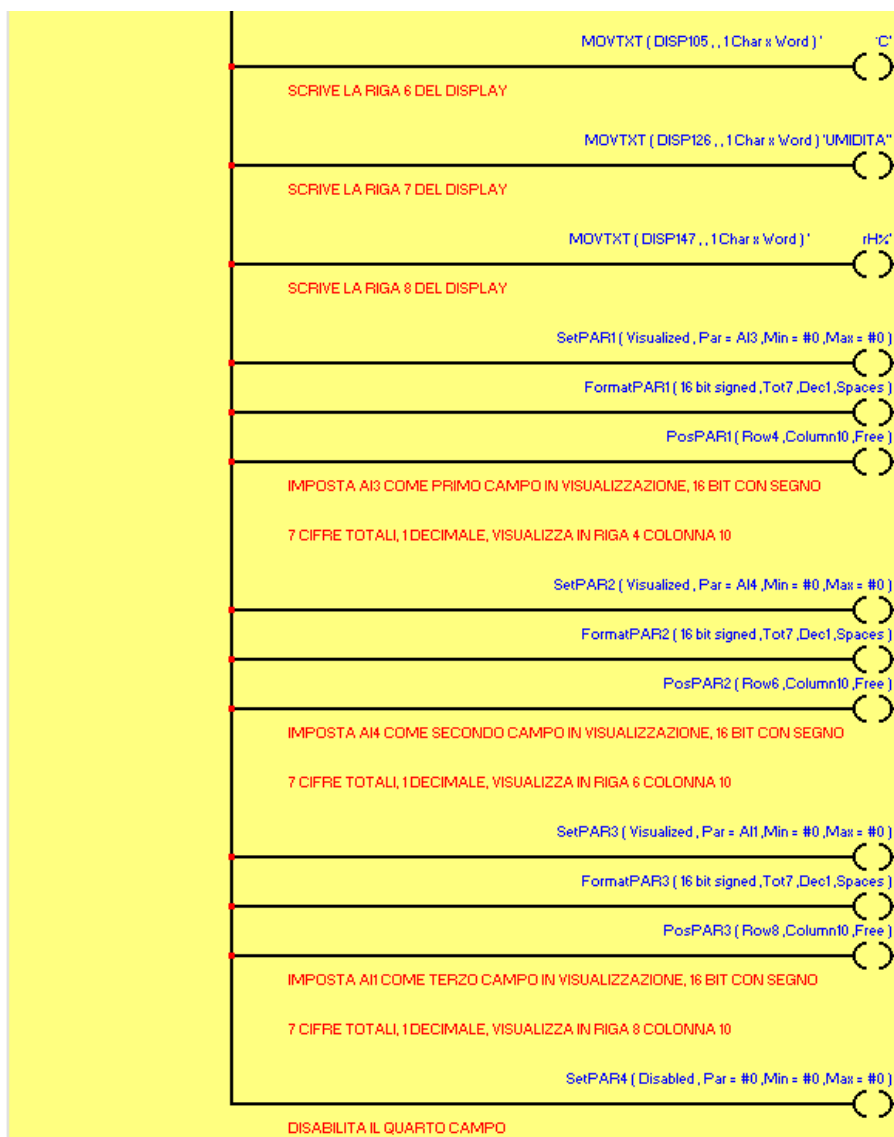 MOVTXT ( DISP105 , , 1 Char x Word ) '          °C'
SCRIVE LA RIGA 6 DEL DISPLAY
MOVTXT ( DISP126 , , 1 Char x Word ) 'UMIDITA''
SCRIVE LA RIGA 7 DEL DISPLAY
MOVTXT ( DISP147 , , 1 Char x Word ) '          rH%'
SCRIVE LA RIGA 8 DEL DISPLAY
SetPAR1 ( Visualized , Par = AI3 ,Min = #0 ,Max = #0 )
FormatPAR1 ( 16 bit signed ,Tot7 ,Dec1 ,Spaces )
PosPAR1 ( Row4 ,Column10 ,Free )
IMPOSTA AI3 COME PRIMO CAMPO IN VISUALIZZAZIONE, 16 BIT CON SEGNO
7 CIFRE TOTALI, 1 DECIMALE, VISUALIZZA IN RIGA 4 COLONNA 10
SetPAR2 ( Visualized , Par = AI4 ,Min = #0 ,Max = #0 )
FormatPAR2 ( 16 bit signed ,Tot7 ,Dec1 ,Spaces )
PosPAR2 ( Row6 ,Column10 ,Free )
IMPOSTA AI4 COME SECONDO CAMPO IN VISUALIZZAZIONE, 16 BIT CON SEGNO
7 CIFRE TOTALI, 1 DECIMALE, VISUALIZZA IN RIGA 6 COLONNA 10
SetPAR3 ( Visualized , Par = AI1 ,Min = #0 ,Max = #0 )
FormatPAR3 ( 16 bit signed ,Tot7 ,Dec1 ,Spaces )
PosPAR3 ( Row8 ,Column10 ,Free )
IMPOSTA AI1 COME TERZO CAMPO IN VISUALIZZAZIONE, 16 BIT CON SEGNO
7 CIFRE TOTALI, 1 DECIMALE, VISUALIZZA IN RIGA 8 COLONNA 10
SetPAR4 ( Disabled , Par = #0 ,Min = #0 ,Max = #0 )
DISABILITA IL QUARTO CAMPO